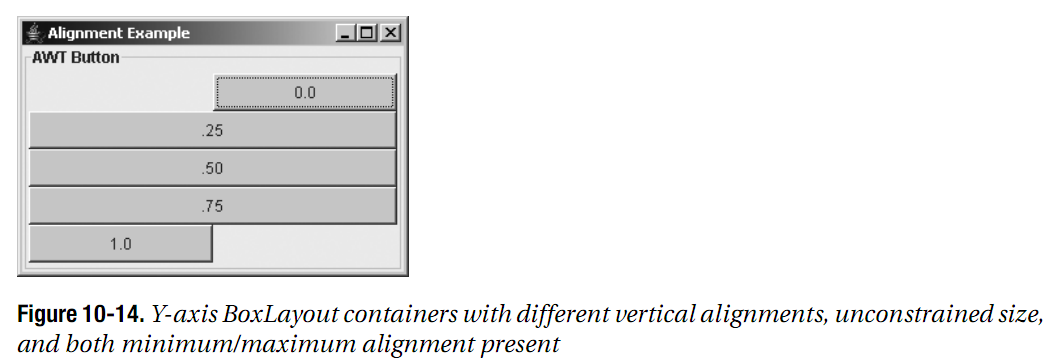 Alignment Example
AWT Button
0.0
.25
.50
.75
1.0
Figure 10-14. Y-axis BoxLayout containers with different vertical alignments, unconstrained size,
and both minimum/maximum alignment present